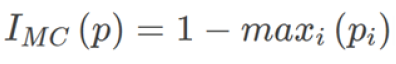 I_{MC}(p) = 1 − max_i(p_i)